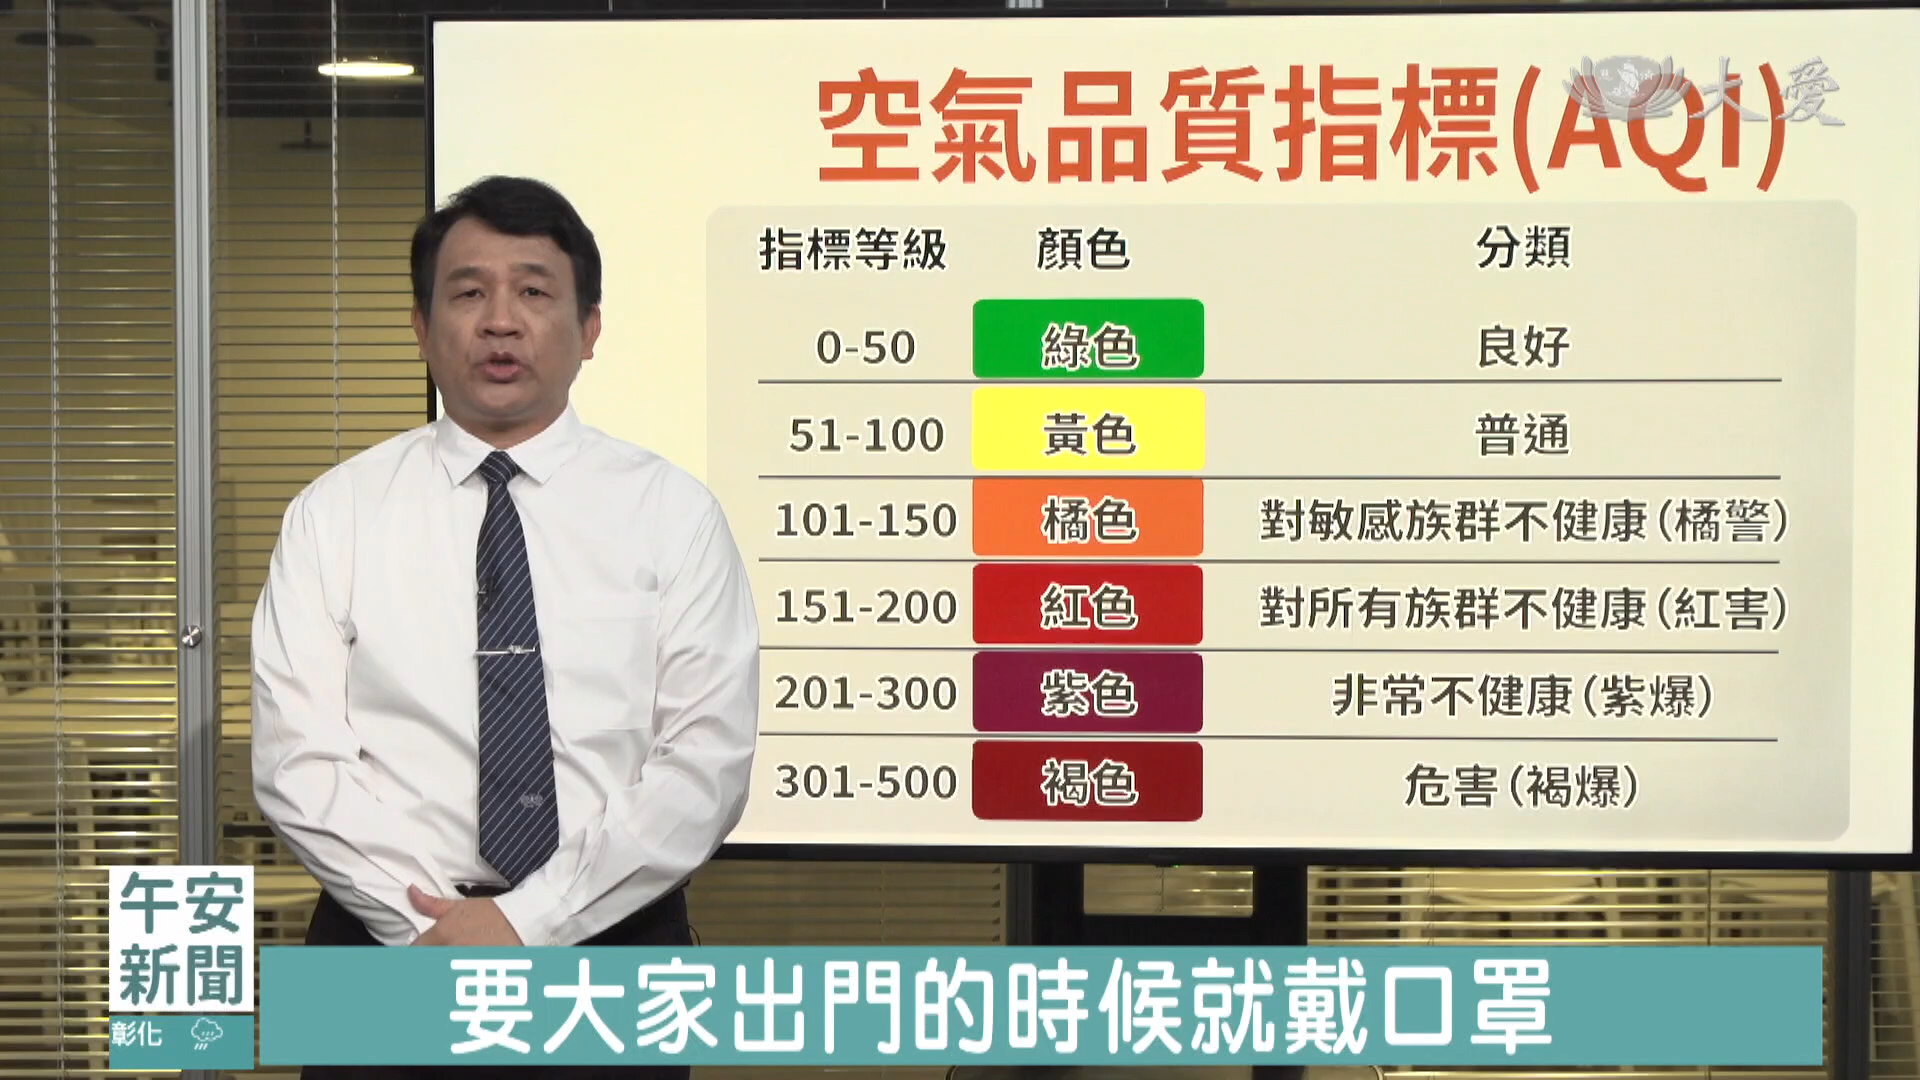 空氣品質指標(AQI)
大愛
指標等級 顏色 分類
0-50 綠色 良好
51-100 黃色 普通
101-150 橘色 對敏感族群不健康(橘警)
151-200 紅色 對所有族群不健康(紅害)
201-300 紫色 非常不健康(紫爆)
301-500 褐色 危害(褐爆)
午安
新聞
彰化
要大家出門的時候就戴口罩